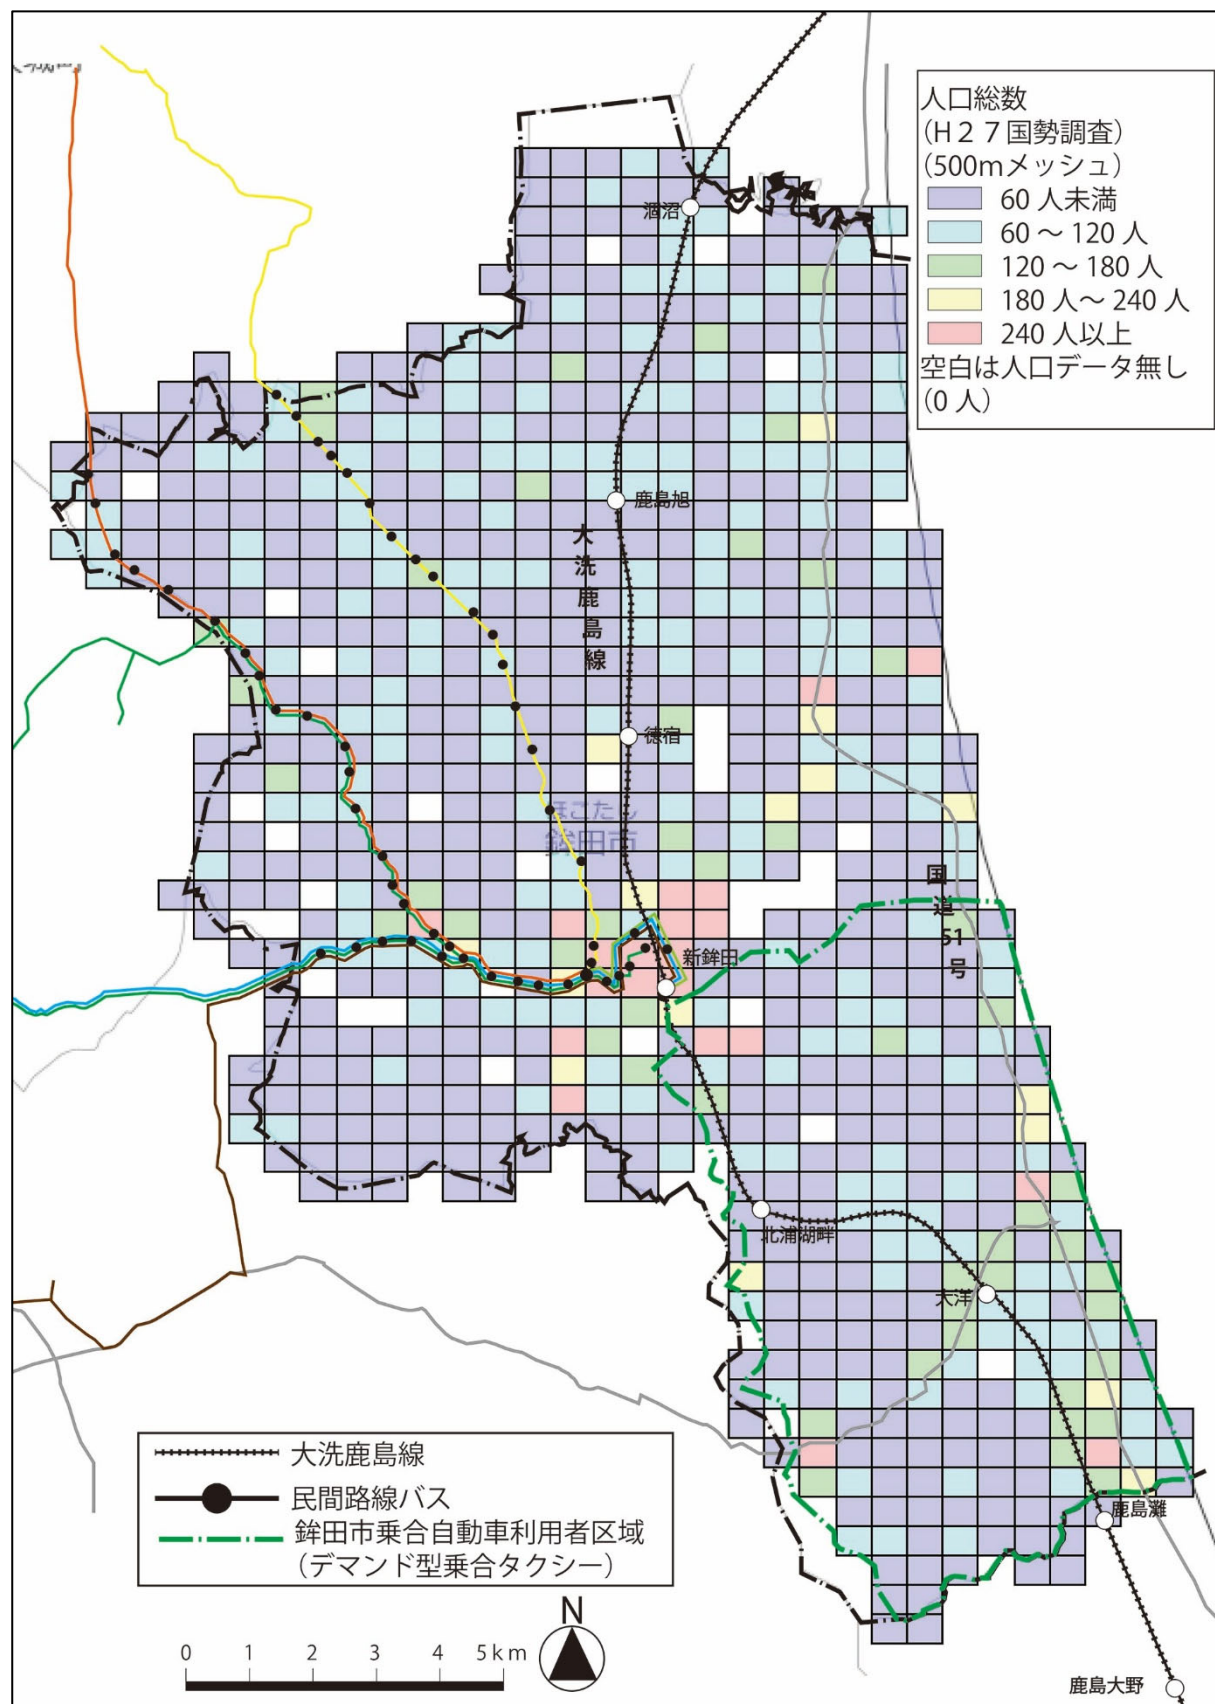 人口総数
(H27国勢調査)
(500mメッシュ)
60人未満
60～120人
120～180人
180人～240人
240人以上
空白は人口データ無し
(0人)
涸沼
鹿島旭
大洗鹿島線
徳宿
ほこたし
鉾田市
国道51号
新鉾田
北浦湖畔
大洋
鹿島灘
鹿島大野
大洗鹿島線
民間路線バス
鉾田市乗合自動車利用者区域
(デマンド型乗合タクシー)
N
0 1 2 3 4 5km